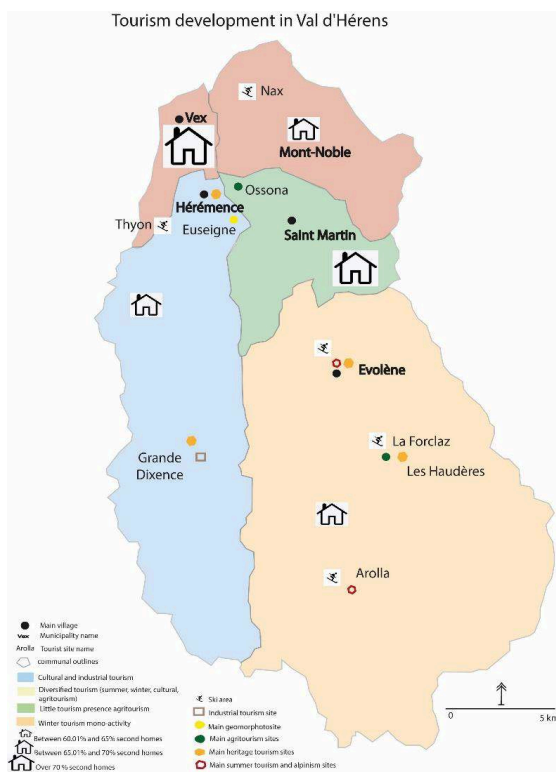 Tourism development in Val d'Hérens
Nax
Vex
Mont-Noble
Ossona
Hérémence
Thyon
Euseigne
Saint Martin
Evolène
La Forclaz
Grande
Dixence
Les Haudères
Arolla
Main village
Vex Municipality name
Arolla Tourist site name
communal outlines
Cultural and industrial tourism
Diversified tourism (summer, winter, cultural,
agritourism)
Little tourism presence agritourism
Winter tourism mono-activity
Between 60.01% and 65% second homes
Between 65.01% and 70% second homes
Over 70 % second homes
Ski area
Industrial tourism site
Main geomorphosite
Main agritourism sites
Main heritage tourism sites
Main summer tourism and alpinism sites
0 5 km